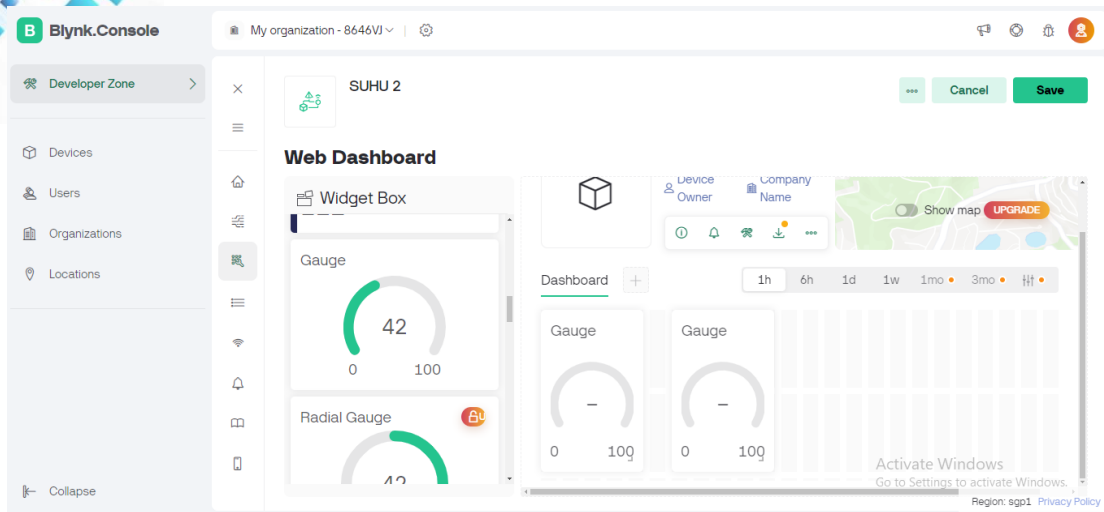 B Blynk.Console
My organization - 8646VJ
Developer Zone
Devices
Users
Organizations
Locations
Collapse
SUHU 2
Cancel
Save
Web Dashboard
Widget Box
Gauge
42
0 100
Radial Gauge
42
Device Owner
Company Name
Show map UPGRADE
Dashboard
1h 6h 1d 1w 1mo 3mo
Gauge
–
0 100
Gauge
–
0 100
Activate Windows
Go to Settings to activate Windows.
Region: sgp1 Privacy Policy